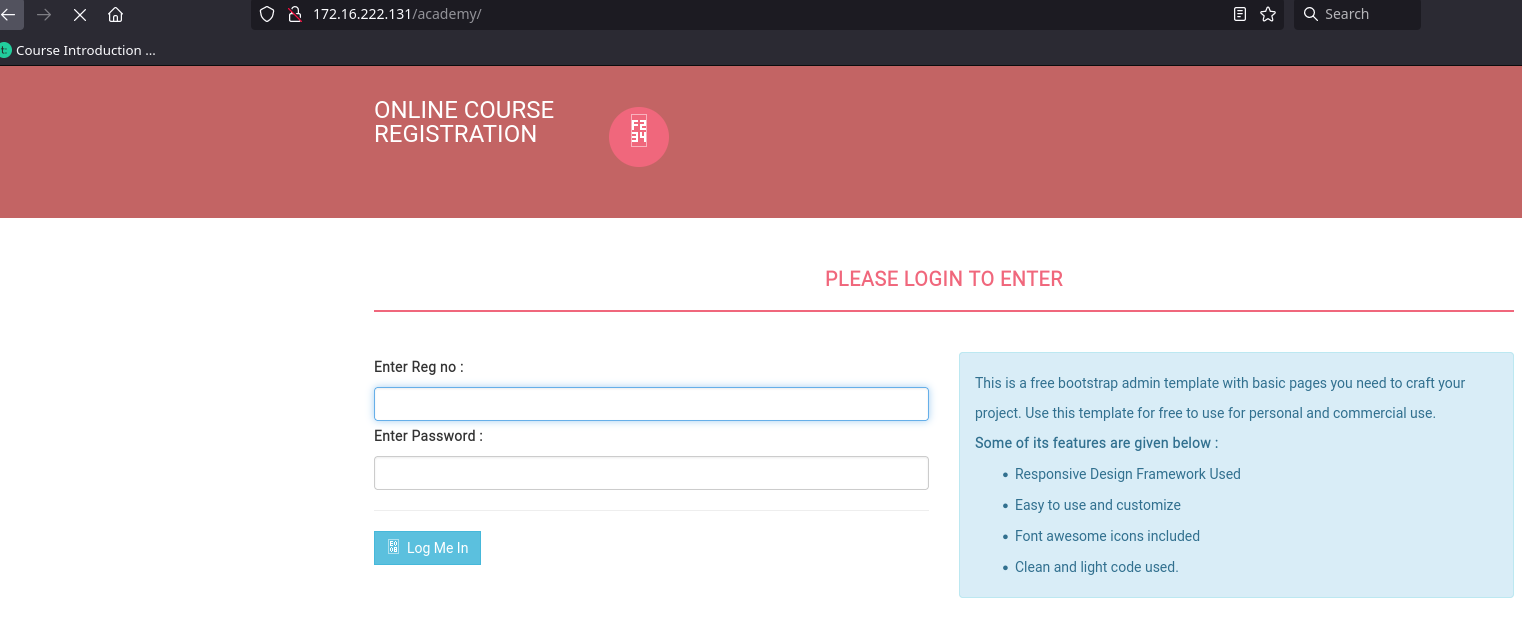 172.16.222.131/academy/
Search
t:
Course Introduction ...
ONLINE COURSE
REGISTRATION
F2
34
PLEASE LOGIN TO ENTER
Enter Reg no :
Enter Password :
Log Me In
This is a free bootstrap admin template with basic pages you need to craft your
project. Use this template for free to use for personal and commercial use.
Some of its features are given below :
• Responsive Design Framework Used
• Easy to use and customize
• Font awesome icons included
• Clean and light code used.